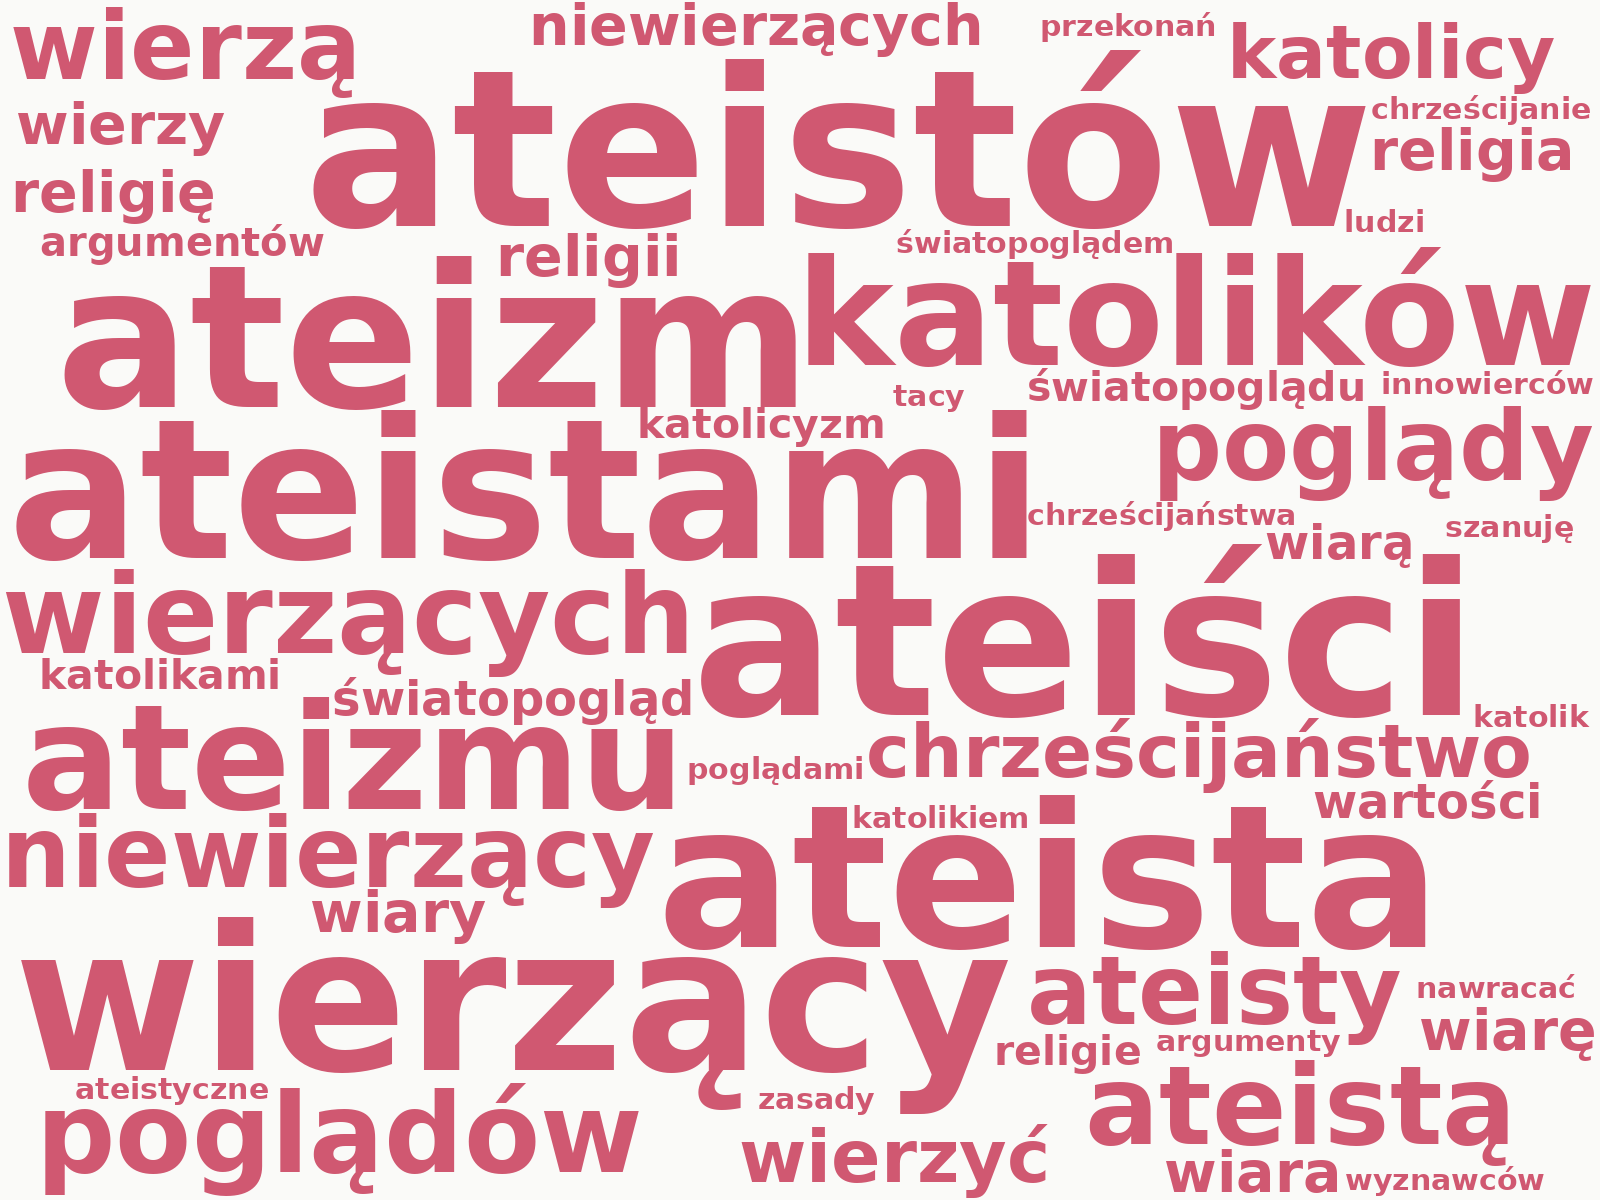 wierzą
niewierzących
przekonań
katolicy
wierzy
ateistów
chrześcijanie
religia
religię
ludzi
argumentów
religii
światopoglądem
ateizm
katolików
tacy
światopoglądu
innowierców
katolicyzm
poglądy
ateistami
chrześcijaństwa
wiarą
szanuję
wierzących
ateiści
katolikami
światopogląd
katolik
ateizmu
poglądami
chrześcijaństwo
wartości
katolikiem
niewierzący
ateista
wiary
wierzący
ateisty
nawracać
wiarę
religie
argumenty
ateistyczne
zasady
ateistą
poglądów
wierzyć
wiara
wyznawców